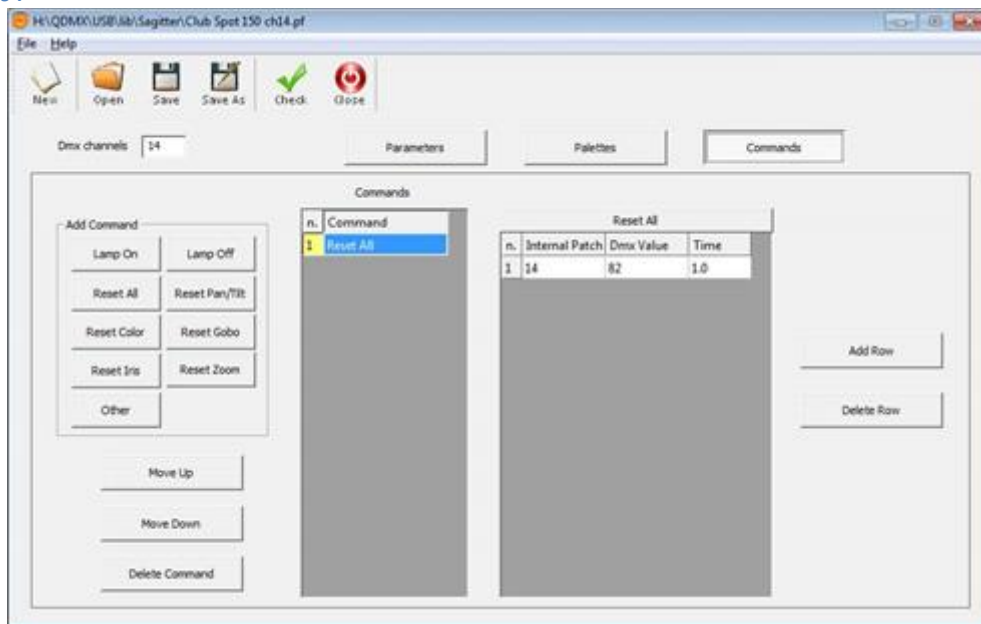 H:\QDMX\USB\lib\Sagitter\Club Spot 150 ch14.pf
File Help
New Open Save Save As Check Close
Dmx channels 14 Parameters Palettes Commands
Commands
Add Command
Lamp On Lamp Off
Reset All Reset Pan/Tilt
Reset Color Reset Gobo
Reset Iris Reset Zoom
Other
Move Up
Move Down
Delete Command
n. Command
1 Reset All
Reset All
n. Internal Patch Dmx Value Time
1 14 82 1.0
Add Row
Delete Row